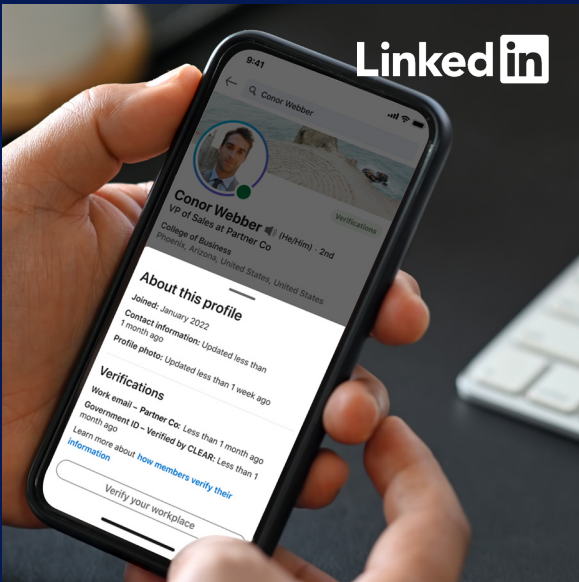 Linked in
9:41
Conor Webber
Verifications
Conor Webber (He/Him) · 2nd
VP of Sales at Partner Co
College of Business
Phoenix, Arizona, United States, United States
About this profile
Joined: January 2022
Contact information: Updated less than
1 month ago
Profile photo: Updated less than 1 week ago
Verifications
Work email – Partner Co: Less than 1 month ago
Government ID – Verified by CLEAR: Less than 1
month ago
Learn more about how members verify their
information
Verify your workplace